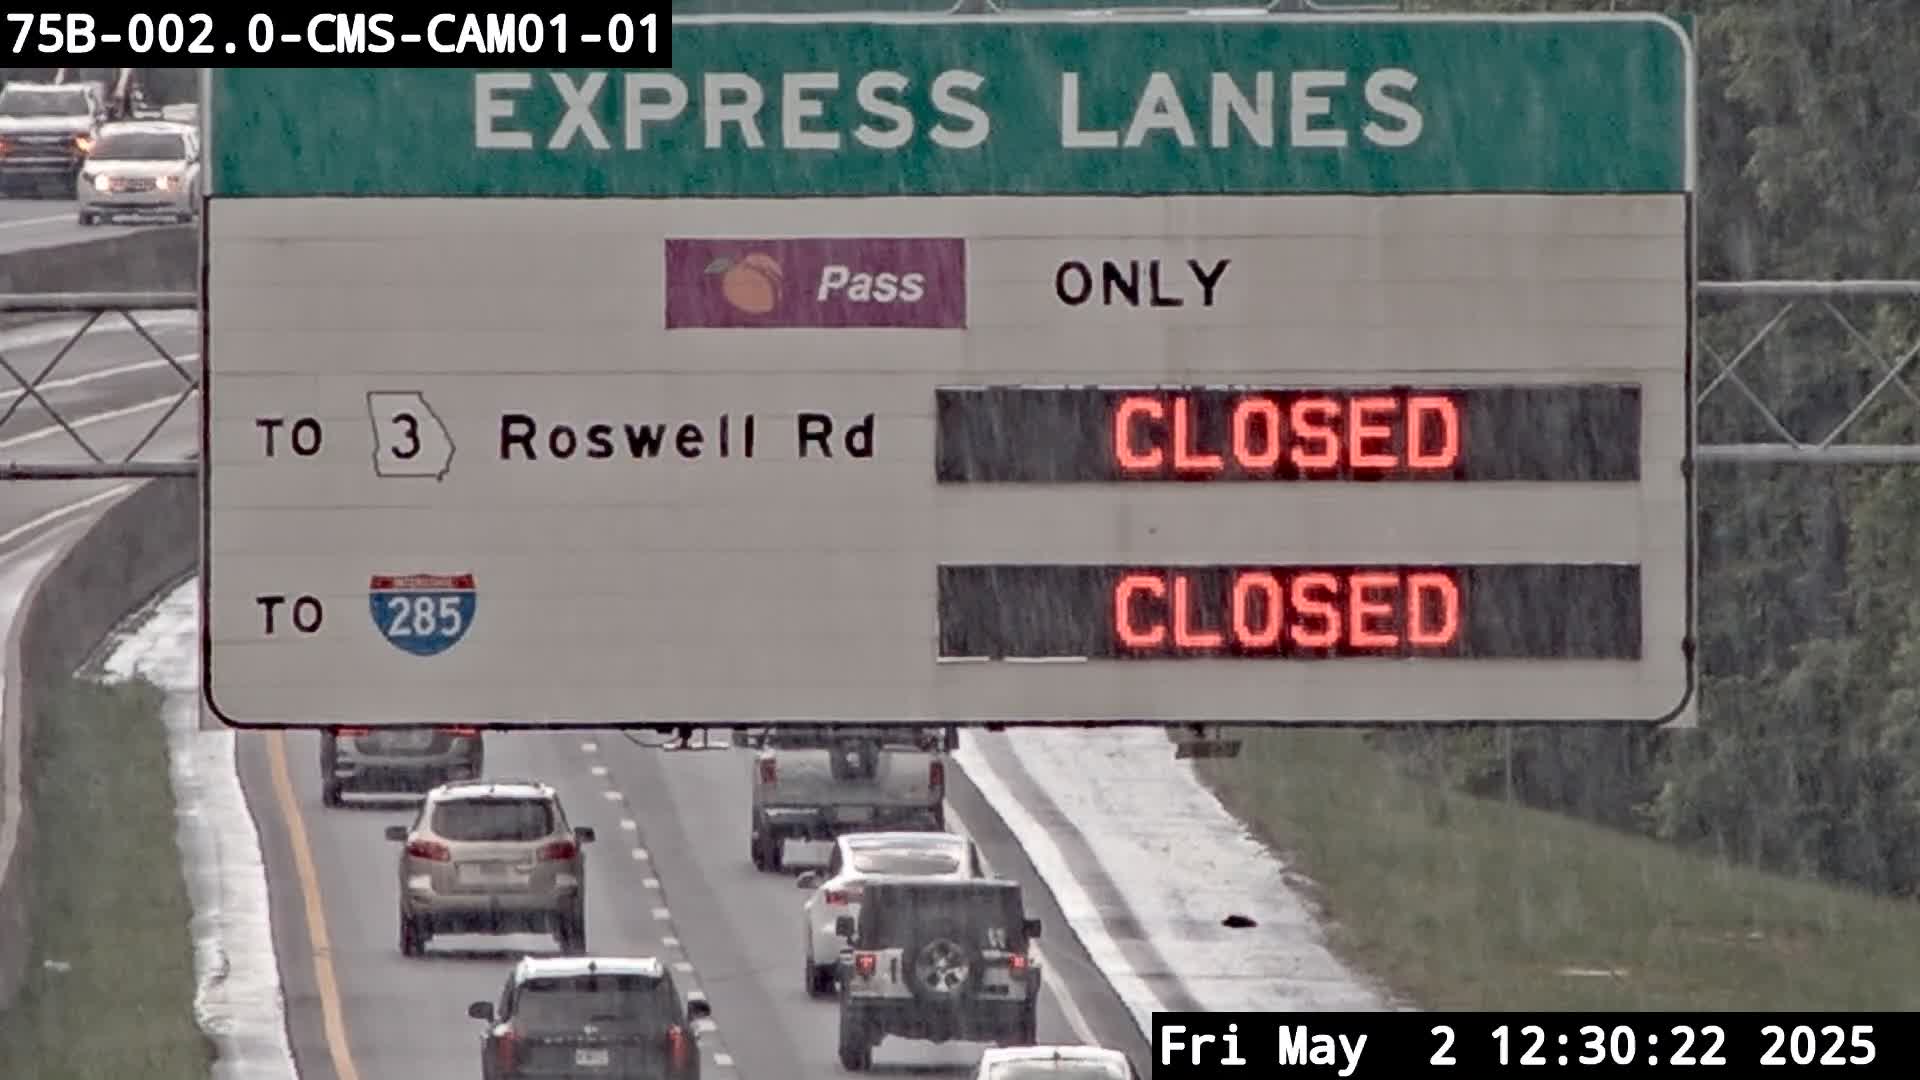 75B-002.0-CMS-CAM01-01
EXPRESS LANES
Pass ONLY
TO 3 Roswell Rd CLOSED
TO INTERSTATE 285 CLOSED
Fri May 2 12:30:22 2025